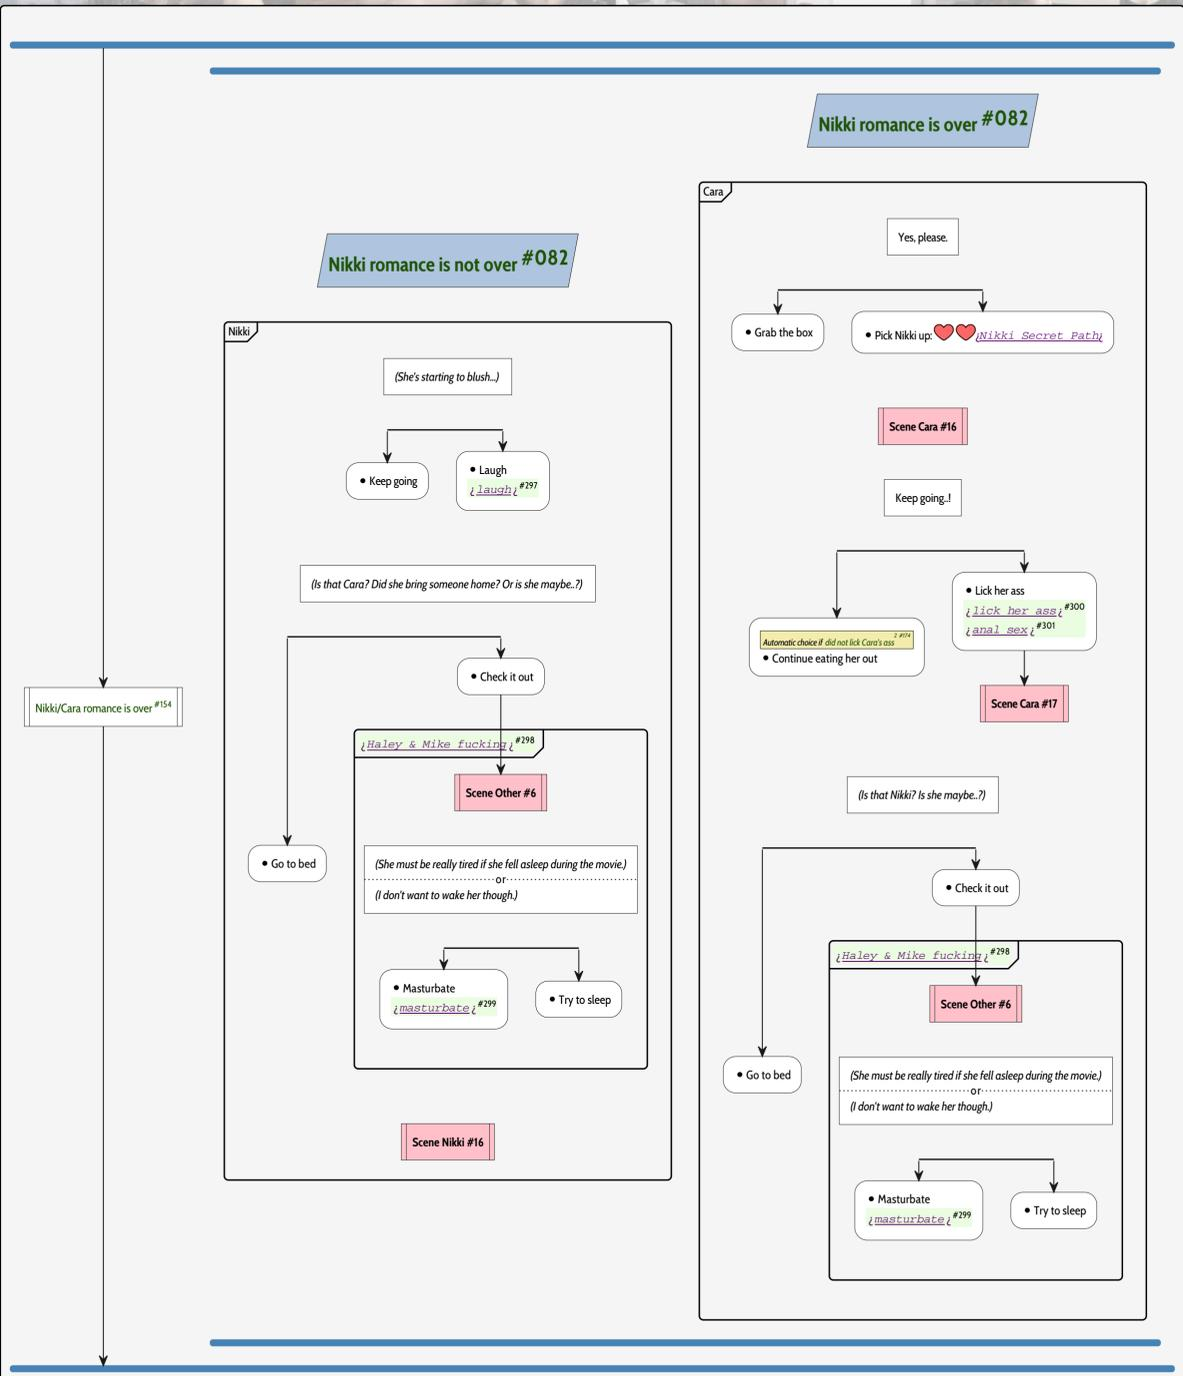 Nikki romance is over #082
Cara
Yes, please.
Nikki romance is not over #082
• Grab the box
• Pick Nikki up: ¿Nikki Secret Path¿
Nikki
(She's starting to blush...)
Scene Cara #16
• Keep going
• Laugh
¿laugh¿ #297
Keep going..!
(Is that Cara? Did she bring someone home? Or is she maybe..?)
• Lick her ass
¿lick her ass¿ #300
¿anal sex¿ #301
Automatic choice if did not lick Cara's ass 2 #174
• Continue eating her out
• Check it out
Nikki/Cara romance is over #154
Scene Cara #17
¿Haley & Mike fucking¿ #298
Scene Other #6
(Is that Nikki? Is she maybe..?)
• Go to bed
(She must be really tired if she fell asleep during the movie.)
or
(I don't want to wake her though.)
• Check it out
¿Haley & Mike fucking¿ #298
• Masturbate
¿masturbate¿ #299
• Try to sleep
Scene Other #6
• Go to bed
(She must be really tired if she fell asleep during the movie.)
or
(I don't want to wake her though.)
Scene Nikki #16
• Masturbate
¿masturbate¿ #299
• Try to sleep